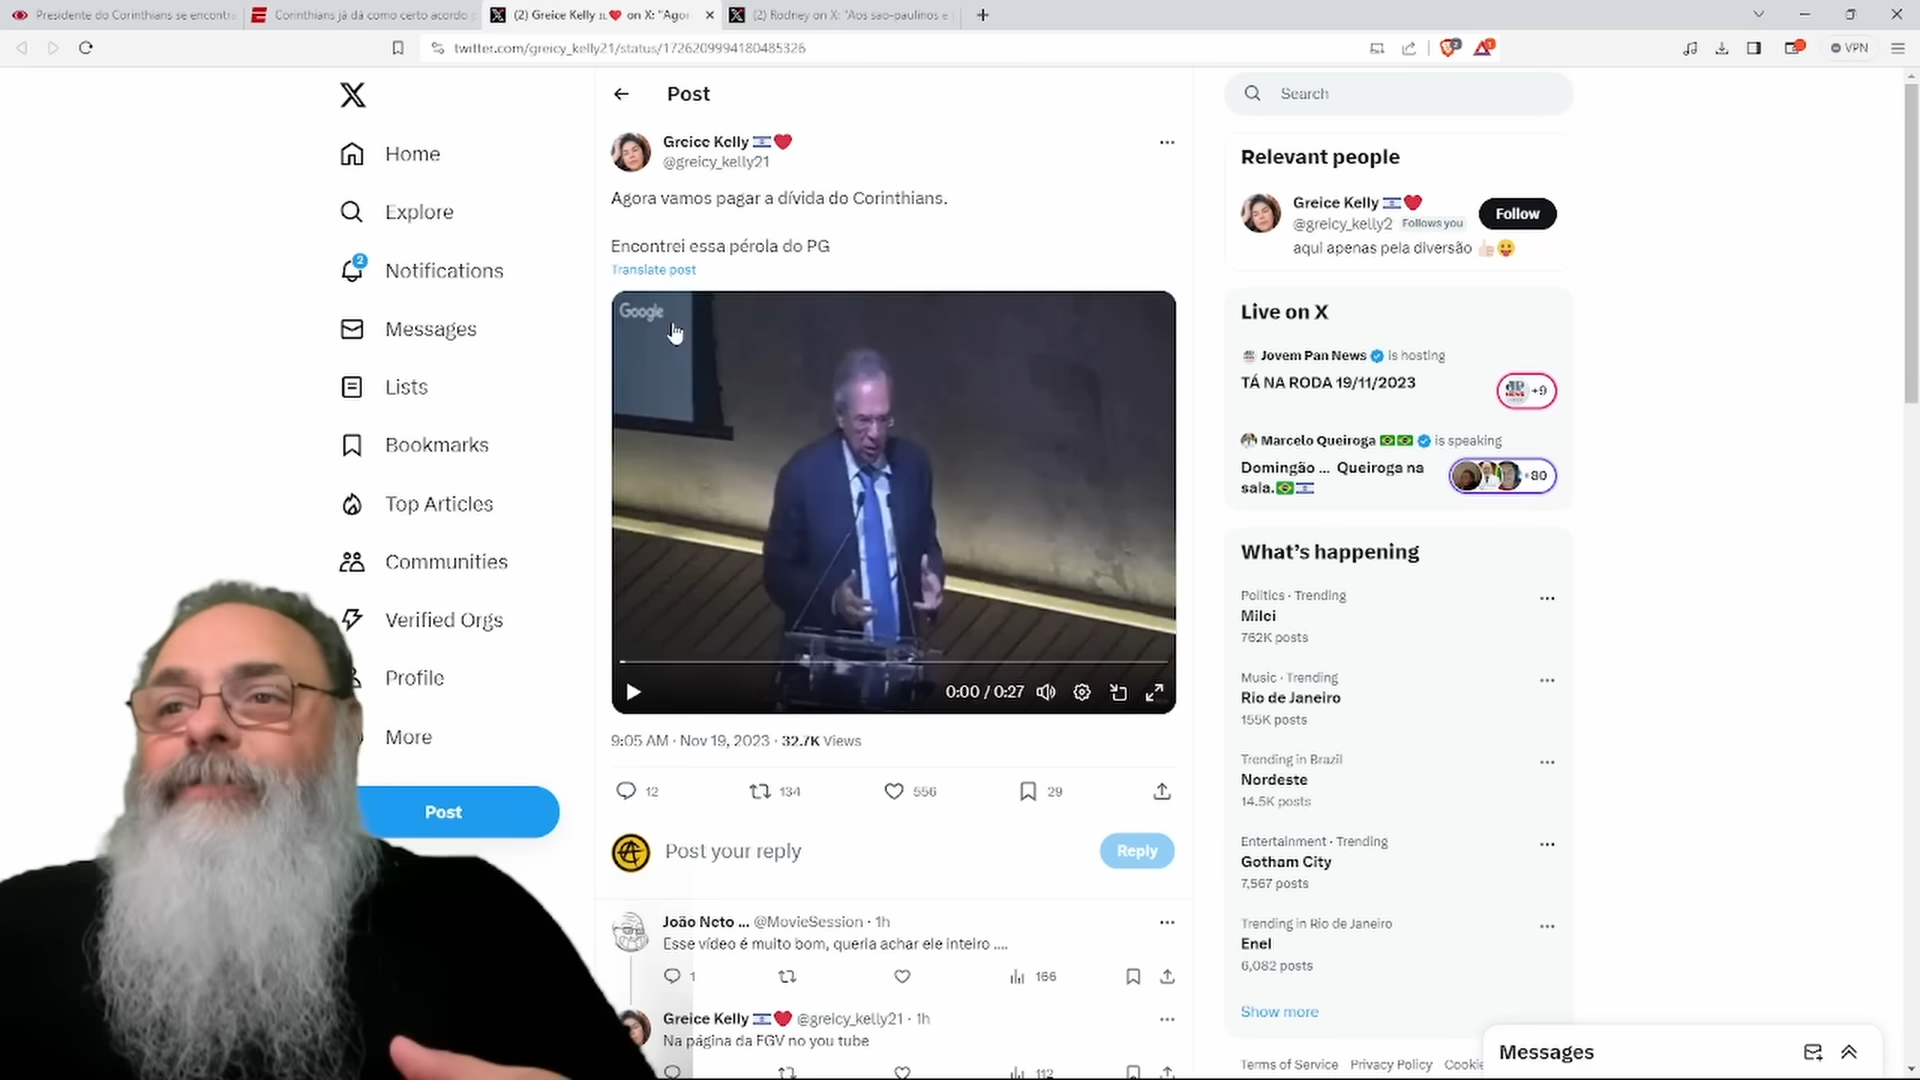 Presidente do Corinthians se encontra
Corinthians já dá como certo acordo
(2) Greice Kelly on X: "Agor
(2) Rodney on X: "Aos sao-paulinos e
twitter.com/greicy_kelly21/status/1726209994180485326
VPN
Home
Explore
2
Notifications
Messages
Lists
Bookmarks
Top Articles
Communities
Verified Orgs
Profile
More
Post
Post
Greice Kelly
@greicy_kelly21
Agora vamos pagar a dívida do Corinthians.
Encontrei essa pérola do PG
Translate post
Google
0:00 / 0:27
9:05 AM · Nov 19, 2023 · 32.7K Views
12
134
556
29
Post your reply
Reply
João Neto ... @MovieSession · 1h
Esse vídeo é muito bom, queria achar ele inteiro ....
1
166
Greice Kelly @greicy_kelly21 · 1h
Na página da FGV no you tube
112
Search
Relevant people
Greice Kelly
@greicy_kelly2 Follows you
Follow
aqui apenas pela diversão
Live on X
Jovem Pan News is hosting
TÁ NA RODA 19/11/2023
+9
Marcelo Queiroga is speaking
Domingão ... Queiroga na
sala.
+80
What's happening
Politics · Trending
Milei
762K posts
Music · Trending
Rio de Janeiro
155K posts
Trending in Brazil
Nordeste
14.5K posts
Entertainment · Trending
Gotham City
7,567 posts
Trending in Rio de Janeiro
Enel
6,082 posts
Show more
Terms of Service Privacy Policy Cookie
Messages